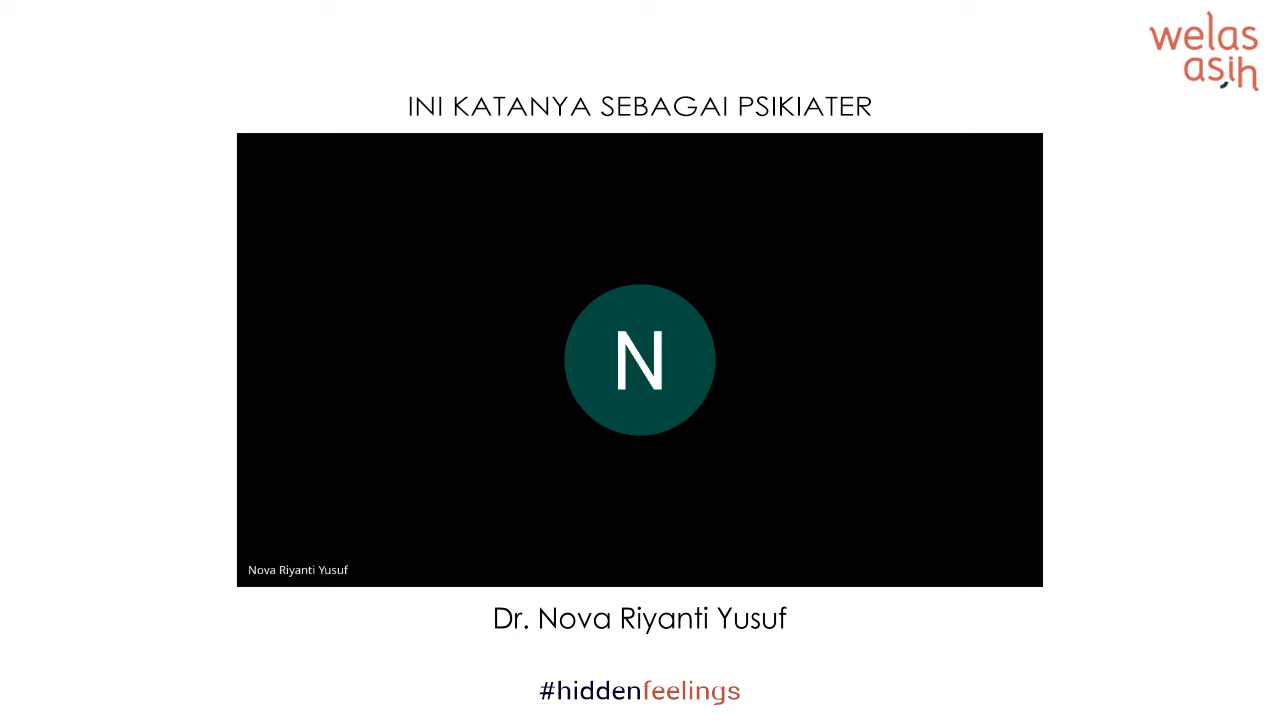 welas
asih
INI KATANYA SEBAGAI PSIKIATER
N
Nova Riyanti Yusuf
Dr. Nova Riyanti Yusuf
#hiddenfeelings